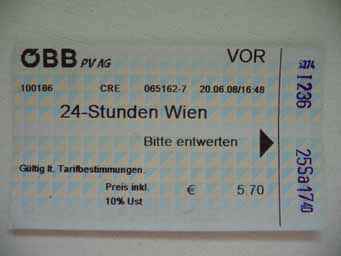 ÖBB PV AG VOR
100186 CRE 065162-7 20.06.08/16:48
24-Stunden Wien
Bitte entwerten
Gültig lt. Tarifbestimmungen.
Preis inkl. € 5.70
10% Ust
I236
25Sa1740